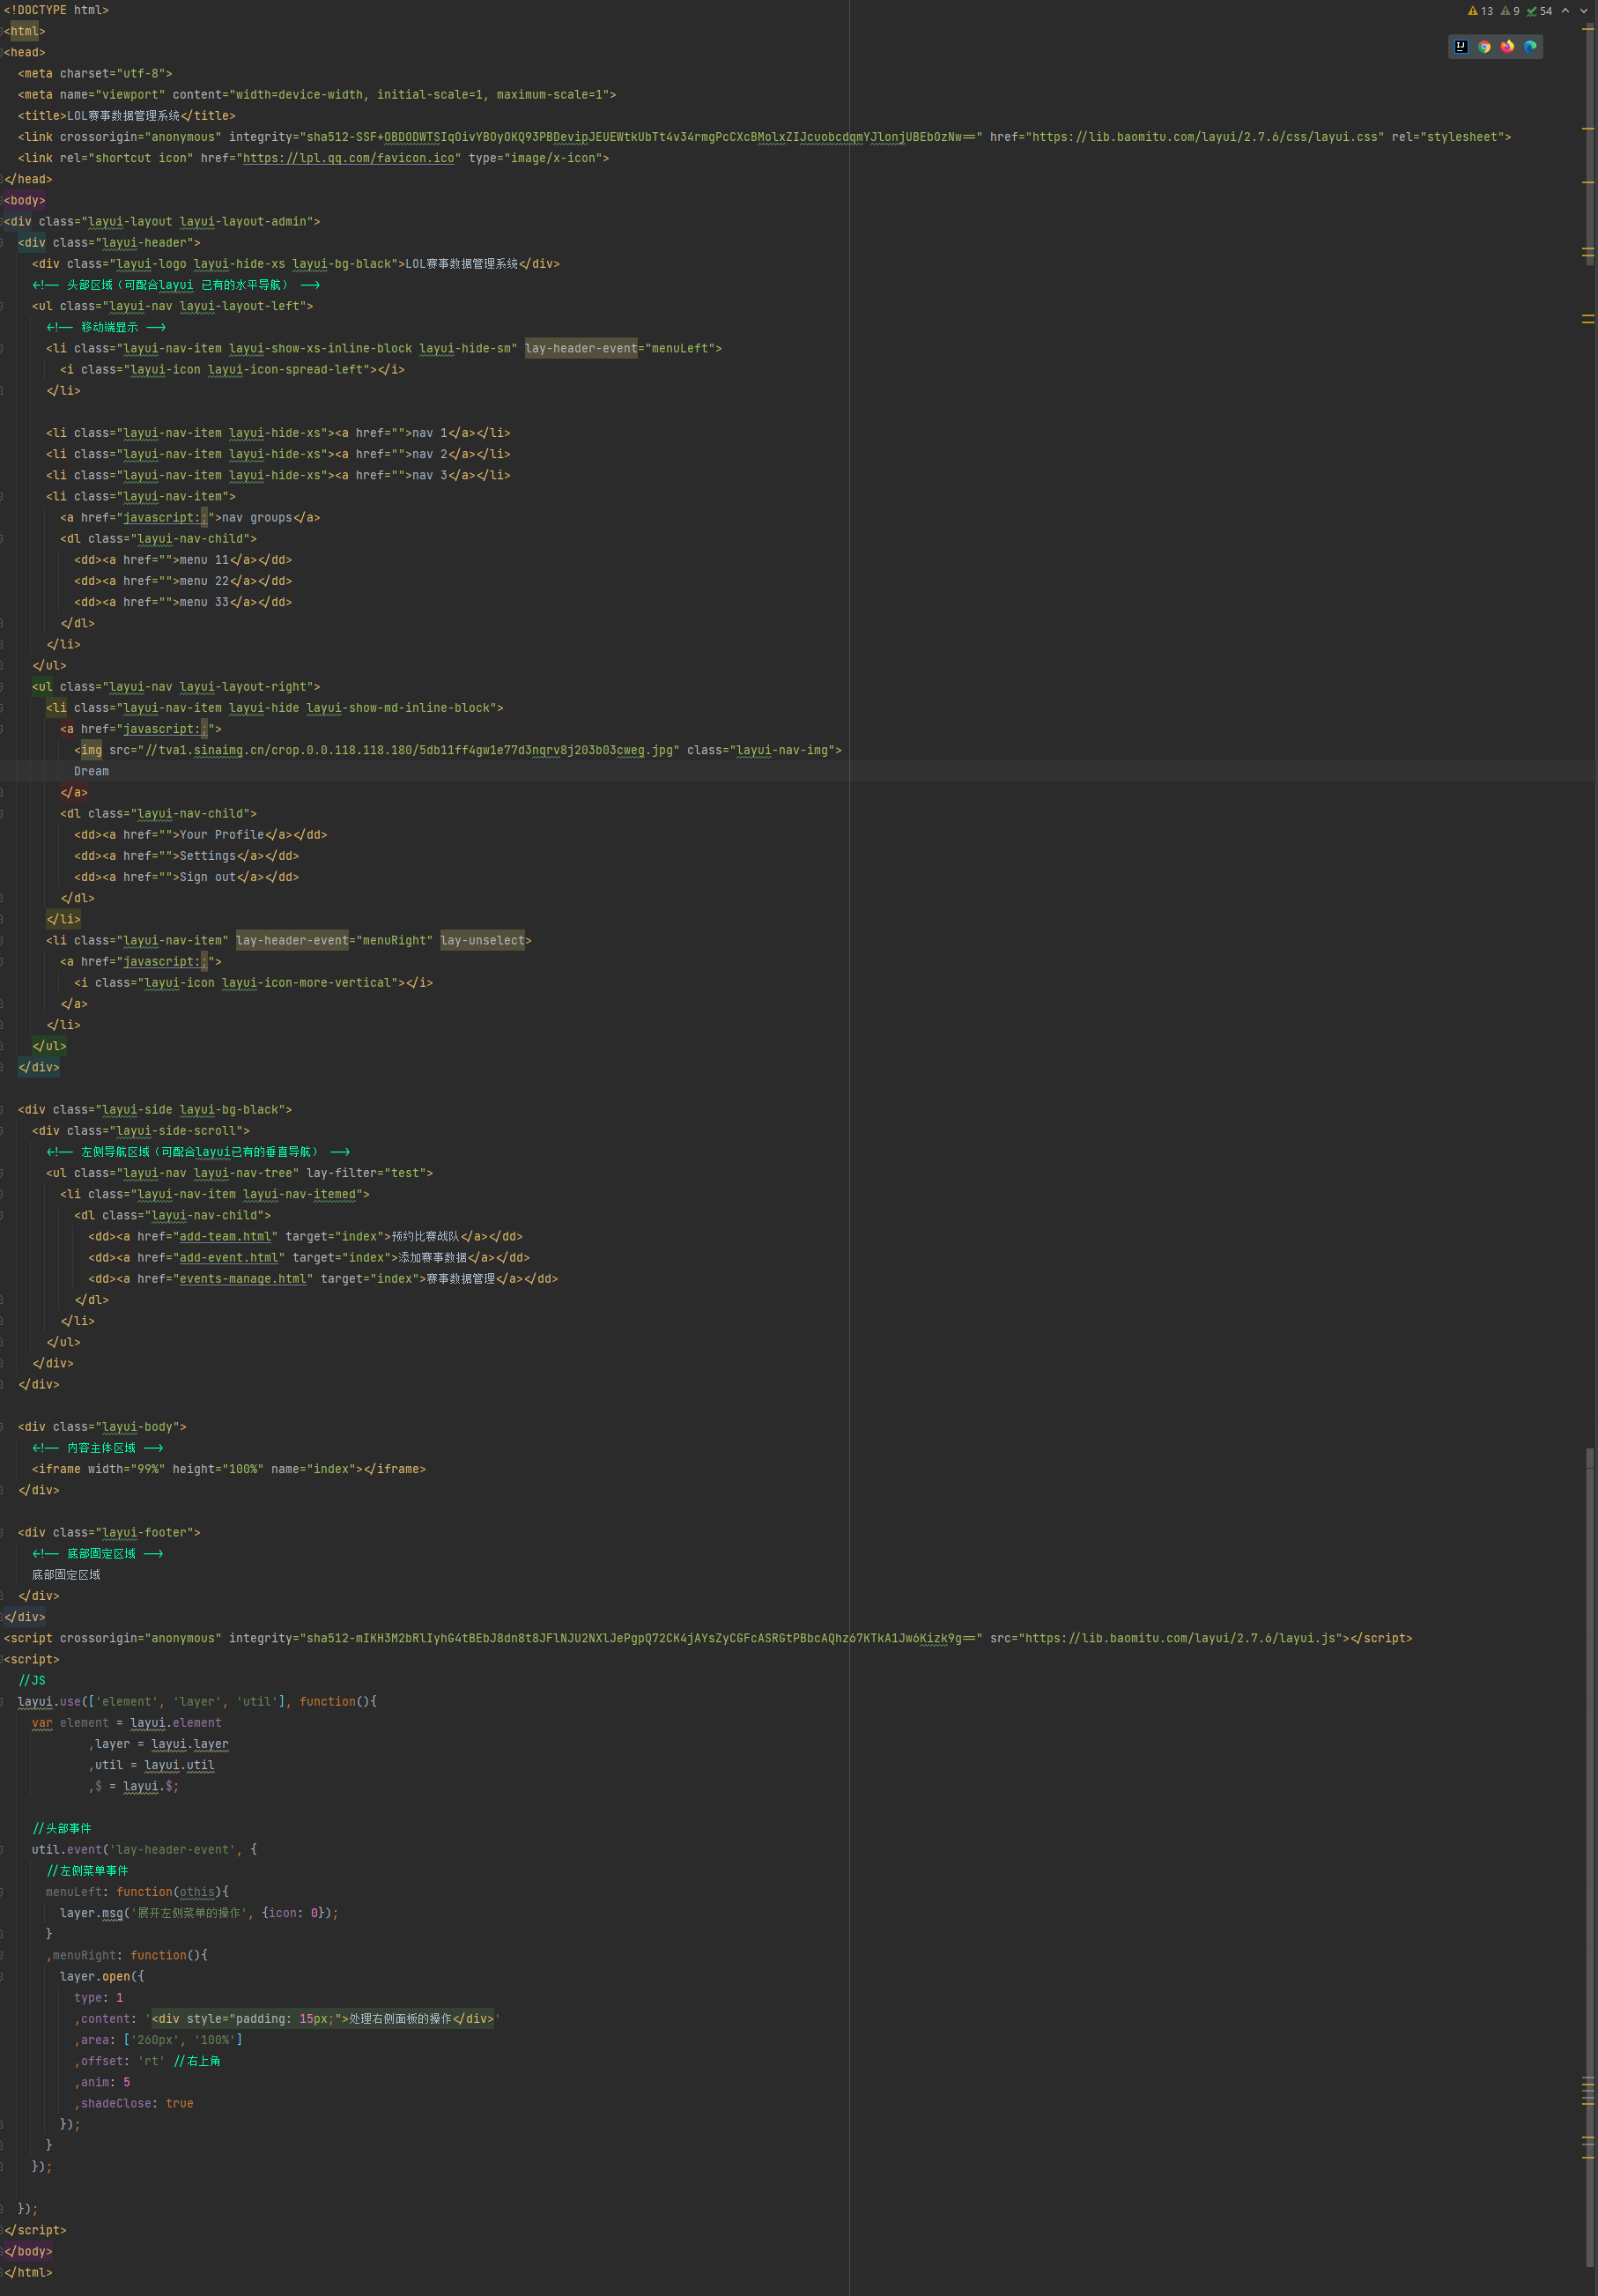 <!DOCTYPE html>
<html>
<head>
  <meta charset="utf-8">
  <meta name="viewport" content="width=device-width, initial-scale=1, maximum-scale=1">
  <title>LOL赛事数据管理系统</title>
  <link crossorigin="anonymous" href="https://lib.baomitu.com/layui/2.7.6/css/layui.css" rel="stylesheet">
  <link rel="shortcut icon" href="https://lpl.qq.com/favicon.ico" type="image/x-icon">
</head>
<body>
<div class="layui-layout layui-layout-admin">
  <div class="layui-header">
    <div class="layui-logo layui-hide-xs layui-bg-black">LOL赛事数据管理系统</div>
    <!-- 头部区域（可配合layui 已有的水平导航） -->
    <ul class="layui-nav layui-layout-left">
      <!-- 移动端显示 -->
      <li class="layui-nav-item layui-show-xs-inline-block layui-hide-sm" lay-header-event="menuLeft">
        <i class="layui-icon layui-icon-spread-left"></i>
      </li>
      <li class="layui-nav-item layui-hide-xs"><a href="">nav 1</a></li>
      <li class="layui-nav-item layui-hide-xs"><a href="">nav 2</a></li>
      <li class="layui-nav-item layui-hide-xs"><a href="">nav 3</a></li>
      <li class="layui-nav-item">
        <a href="javascript:;">nav groups</a>
        <dl class="layui-nav-child">
          <dd><a href="">menu 11</a></dd>
          <dd><a href="">menu 22</a></dd>
          <dd><a href="">menu 33</a></dd>
        </dl>
      </li>
    </ul>
    <ul class="layui-nav layui-layout-right">
      <li class="layui-nav-item layui-hide layui-show-md-inline-block">
        <a href="javascript:;">
          <img src="//tva1.sinaimg.cn/crop.0.0.118.118.180/5db11ff4gw1e77d3nqrv8j203b03cweg.jpg" class="layui-nav-img">
          Dream
        </a>
        <dl class="layui-nav-child">
          <dd><a href="">Your Profile</a></dd>
          <dd><a href="">Settings</a></dd>
          <dd><a href="">Sign out</a></dd>
        </dl>
      </li>
      <li class="layui-nav-item" lay-header-event="menuRight" lay-unselect>
        <a href="javascript:;">
          <i class="layui-icon layui-icon-more-vertical"></i>
        </a>
      </li>
    </ul>
  </div>
  <div class="layui-side layui-bg-black">
    <div class="layui-side-scroll">
      <!-- 左侧导航区域（可配合layui已有的垂直导航） -->
      <ul class="layui-nav layui-nav-tree" lay-filter="test">
        <li class="layui-nav-item layui-nav-itemed">
          <dl class="layui-nav-child">
            <dd><a href="add-team.html" target="index">预约比赛战队</a></dd>
            <dd><a href="add-event.html" target="index">添加赛事数据</a></dd>
            <dd><a href="events-manage.html" target="index">赛事数据管理</a></dd>
          </dl>
        </li>
      </ul>
    </div>
  </div>
  <div class="layui-body">
    <!-- 内容主体区域 -->
    <iframe width="99%" height="100%" name="index"></iframe>
  </div>
  <div class="layui-footer">
    <!-- 底部固定区域 -->
    底部固定区域
  </div>
</div>
<script crossorigin="anonymous" src="https://lib.baomitu.com/layui/2.7.6/layui.js"></script>
<script>
  //JS
  layui.use(['element', 'layer', 'util'], function(){
    var element = layui.element
            ,layer = layui.layer
            ,util = layui.util
            ,$ = layui.$;
    //头部事件
    util.event('lay-header-event', {
      //左侧菜单事件
      menuLeft: function(othis){
        layer.msg('展开左侧菜单的操作', {icon: 0});
      }
      ,menuRight: function(){
        layer.open({
          type: 1
          ,content: '<div style="padding: 15px;">处理右侧面板的操作</div>'
          ,area: ['260px', '100%']
          ,offset: 'rt' //右上角
          ,anim: 5
          ,shadeClose: true
        });
      }
    });
  });
</script>
</body>
</html>
13 9 54